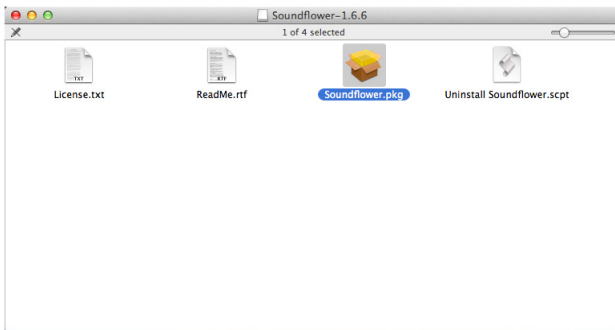 Soundflower-1.6.6
1 of 4 selected
TXT
RTF
License.txt
ReadMe.rtf
Soundflower.pkg
Uninstall Soundflower.scpt